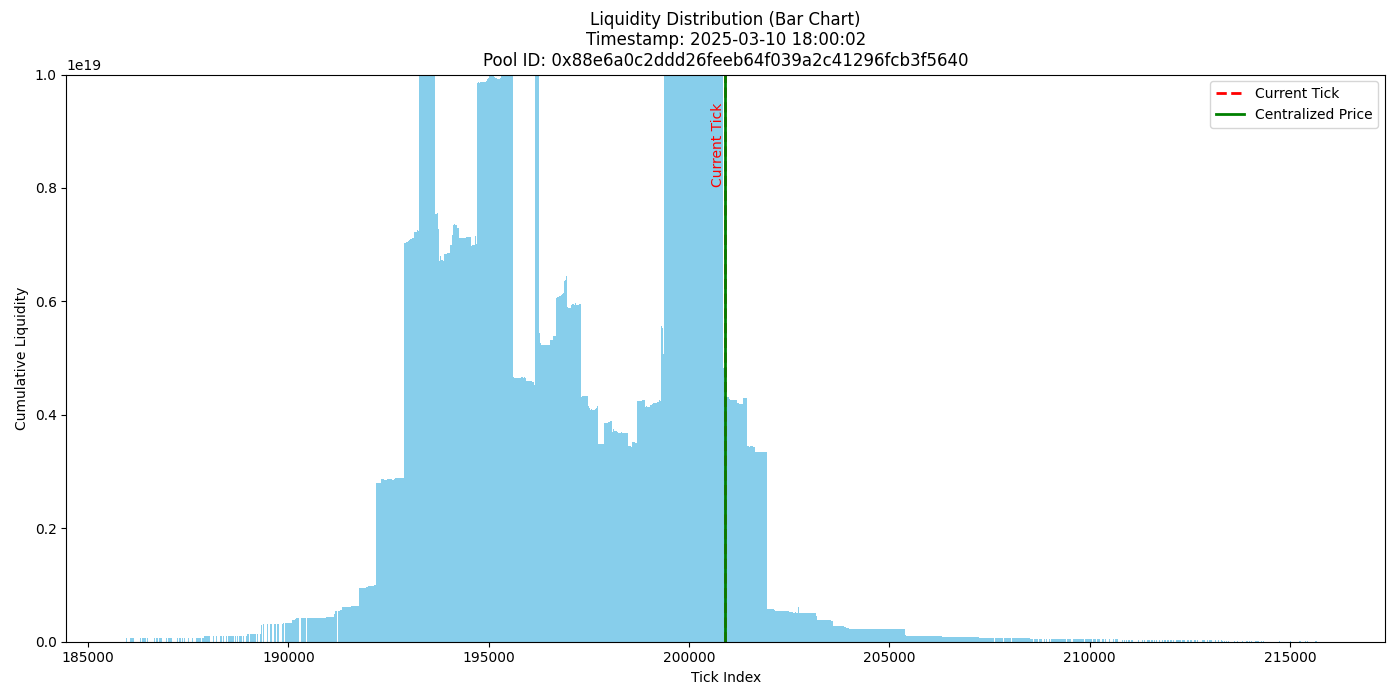 Liquidity Distribution (Bar Chart)
Timestamp: 2025-03-10 18:00:02
Pool ID: 0x88e6a0c2ddd26feeb64f039a2c41296fcb3f5640
1e19
1.0
0.8
0.6
0.4
0.2
0.0
Cumulative Liquidity
Current Tick
Current Tick
Centralized Price
185000 190000 195000 200000 205000 210000 215000
Tick Index